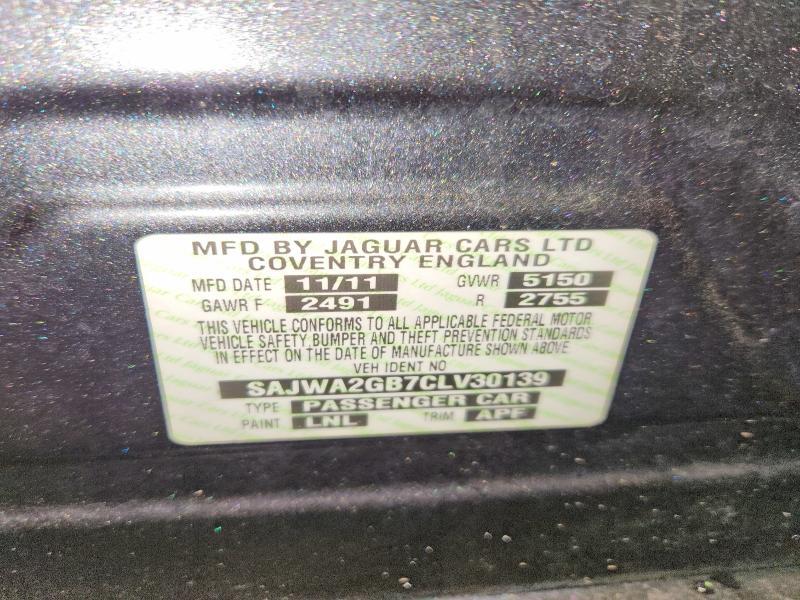 MFD BY JAGUAR CARS LTD
COVENTRY ENGLAND
MFD DATE 11/11 GVWR 5150
GAWR F 2491 R 2755
THIS VEHICLE CONFORMS TO ALL APPLICABLE FEDERAL MOTOR
VEHICLE SAFETY, BUMPER AND THEFT PREVENTION STANDARDS
IN EFFECT ON THE DATE OF MANUFACTURE SHOWN ABOVE.
VEH IDENT NO
SAJWA2GB7CLV30139
TYPE PASSENGER CAR
PAINT LNL TRIM APF